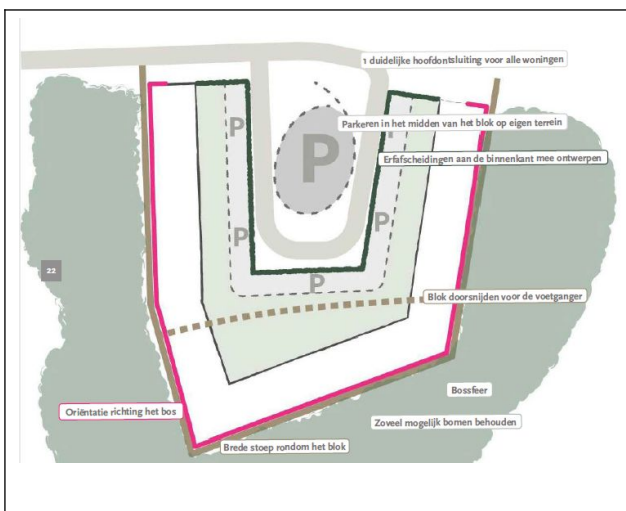 1 duidelijke hoofdontsluiting voor alle woningen
P
Parkeren in het midden van het blok op eigen terrein
P
Erfafscheidingen aan de binnenkant mee ontwerpen
P
P
22
P
Blok doorsnijden voor de voetganger
Bossfeer
Oriëntatie richting het bos
Zoveel mogelijk bomen behouden
Brede stoep rondom het blok